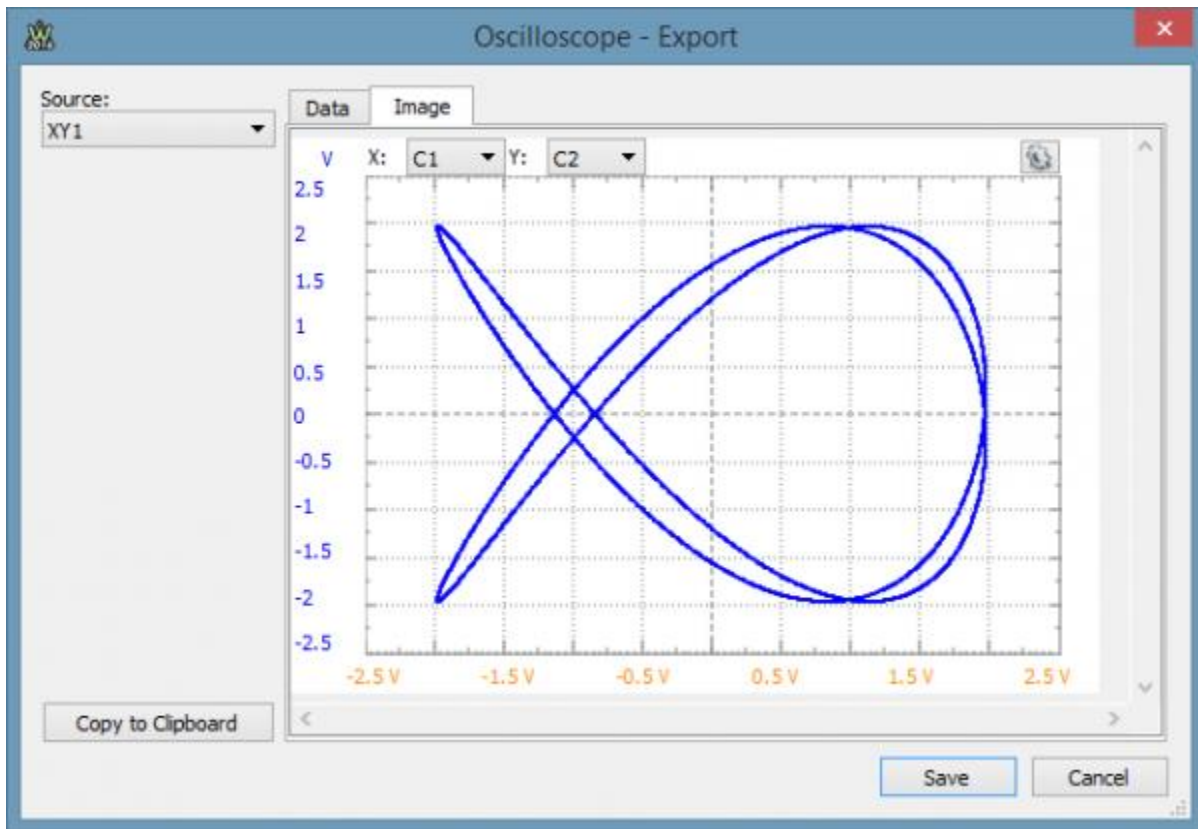 Oscilloscope - Export
Source:
XY1
Data
Image
V
X:
C1
Y:
C2
2.5
2
1.5
1
0.5
0
-0.5
-1
-1.5
-2
-2.5
-2.5 V
-1.5 V
-0.5 V
0.5 V
1.5 V
2.5 V
Copy to Clipboard
Save
Cancel